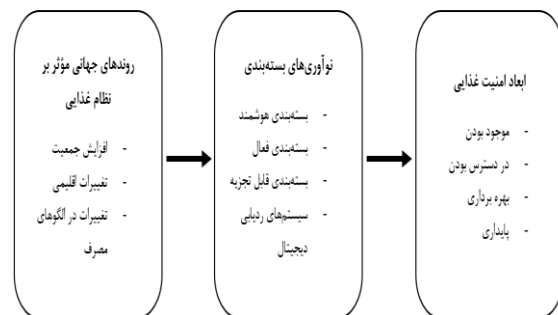 روندهای جهانی مؤثر بر
نظام غذایی
- افزایش جمعیت
- تغییرات اقلیمی
- تغییرات در الگوهای
مصرف
نوآوری‌های بسته‌بندی
- بسته‌بندی هوشمند
- بسته‌بندی فعال
- بسته‌بندی قابل تجزیه
- سیستم‌های ردیابی
دیجیتال
ابعاد امنیت غذایی
- موجود بودن
- در دسترس بودن
- بهره برداری
- پایداری